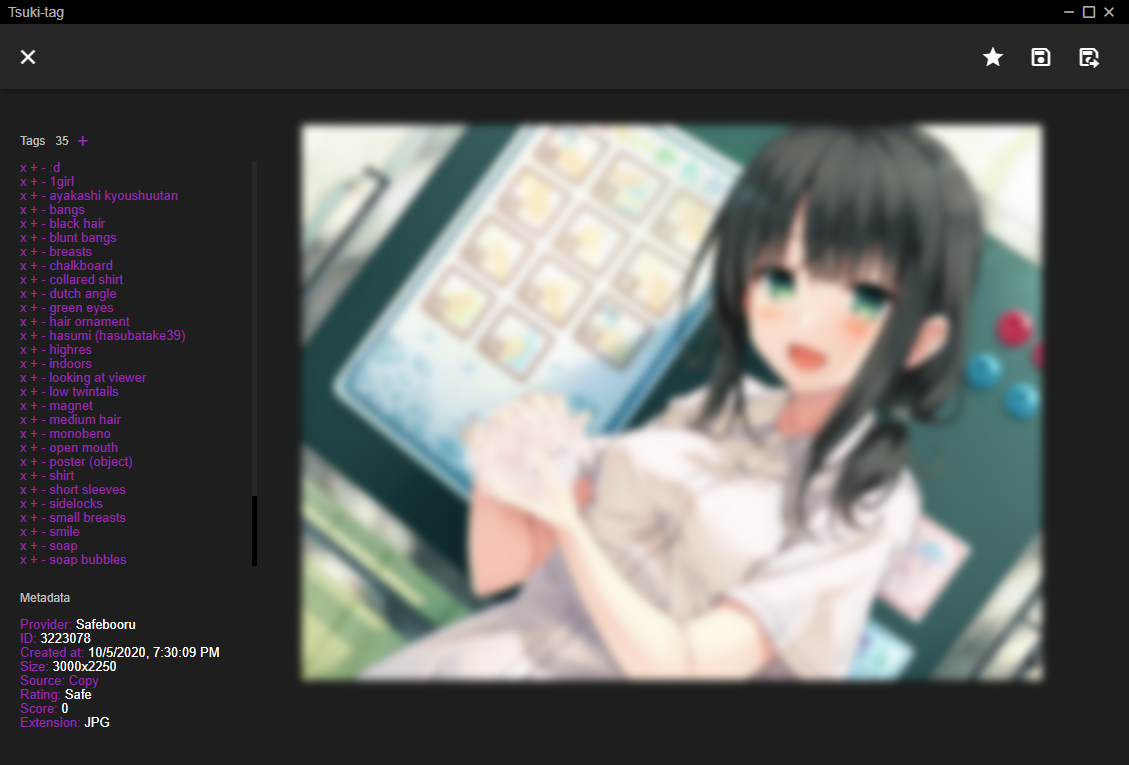 Tsuki-tag
Tags 35 +
x + - :d
x + - 1girl
x + - ayakashi kyoushuutan
x + - bangs
x + - black hair
x + - blunt bangs
x + - breasts
x + - chalkboard
x + - collared shirt
x + - dutch angle
x + - green eyes
x + - hair ornament
x + - hasumi (hasubatake39)
x + - highres
x + - indoors
x + - looking at viewer
x + - low twintails
x + - magnet
x + - medium hair
x + - monobeno
x + - open mouth
x + - poster (object)
x + - shirt
x + - short sleeves
x + - sidelocks
x + - small breasts
x + - smile
x + - soap
x + - soap bubbles
Metadata
Provider: Safebooru
ID: 3223078
Created at: 10/5/2020, 7:30:09 PM
Size: 3000x2250
Source: Copy
Rating: Safe
Score: 0
Extension: JPG